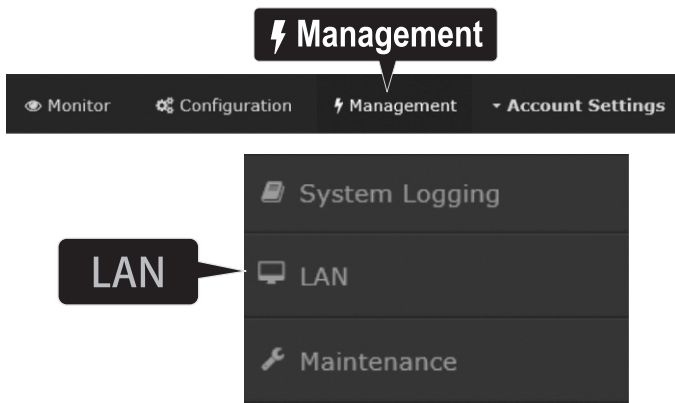 Management
Monitor Configuration Management Account Settings
System Logging
LAN LAN
Maintenance